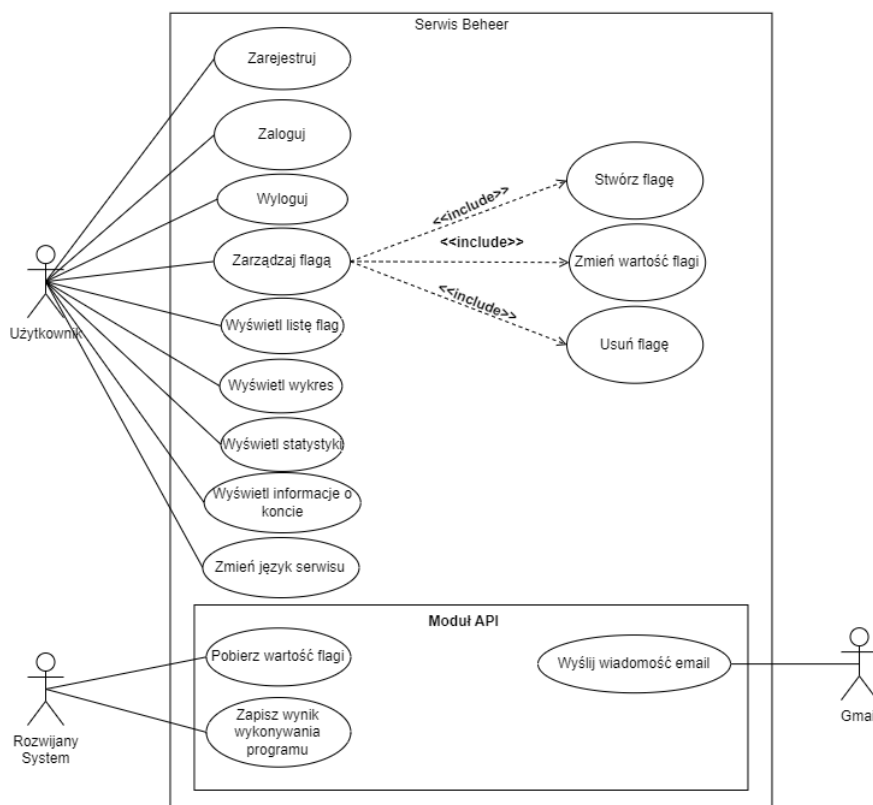 Serwis Beheer
Zarejestruj
Zaloguj
Wyloguj
Zarządzaj flagą
Wyświetl listę flag
Wyświetl wykres
Wyświetl statystyki
Wyświetl informacje o
koncie
Zmień język serwisu
<<include>>
<<include>>
<<include>>
Stwórz flagę
Zmień wartość flagi
Usuń flagę
Użytkownik
Moduł API
Pobierz wartość flagi
Zapisz wynik
wykonywania
programu
Wyślij wiadomość email
Rozwijany
System
Gmail